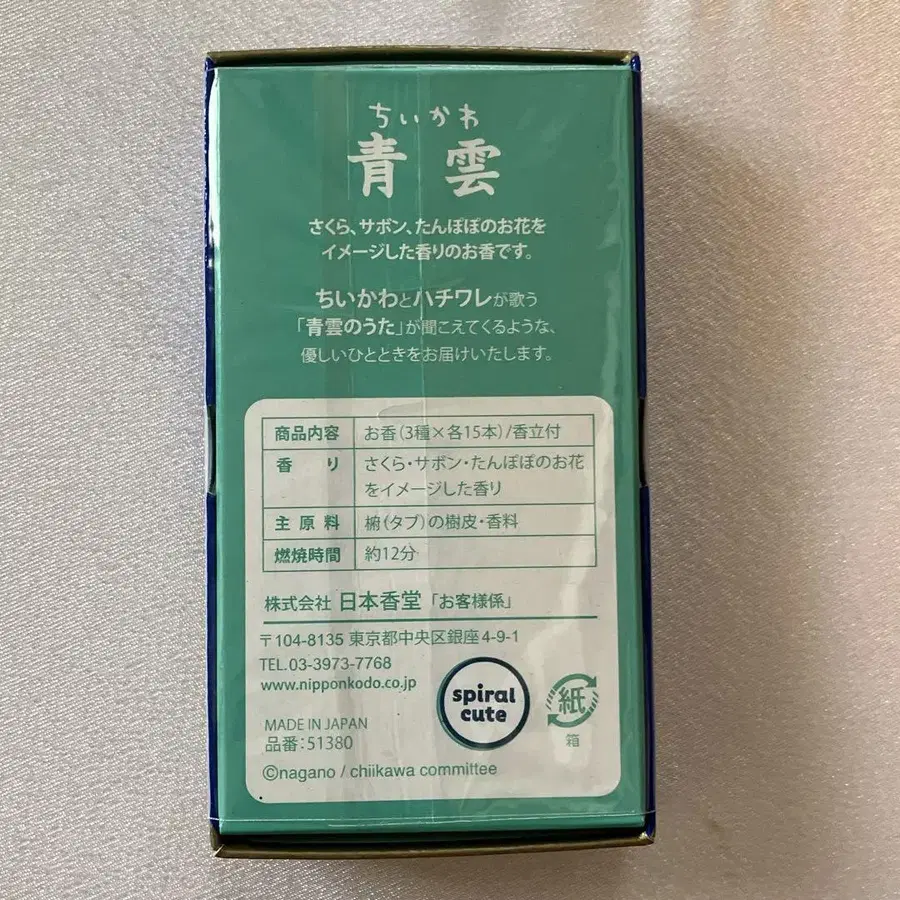 ちいかわ
青雲
さくら、サボン、たんぽぽのお花を
イメージした香りのお香です。
ちいかわとハチワレが歌う
「青雲のうた」が聞こえてくるような、
優しいひとときをお届けいたします。
商品内容 お香(3種×各15本)/香立付
香り さくら・サボン・たんぽぽのお花
をイメージした香り
主原料 椨(タブ)の樹皮・香料
燃焼時間 約12分
株式会社 日本香堂「お客様係」
〒104-8135 東京都中央区銀座4-9-1
TEL.03-3973-7768
www.nipponkodo.co.jp
MADE IN JAPAN
品番:51380
©nagano / chiikawa committee
spiral
cute
紙
箱